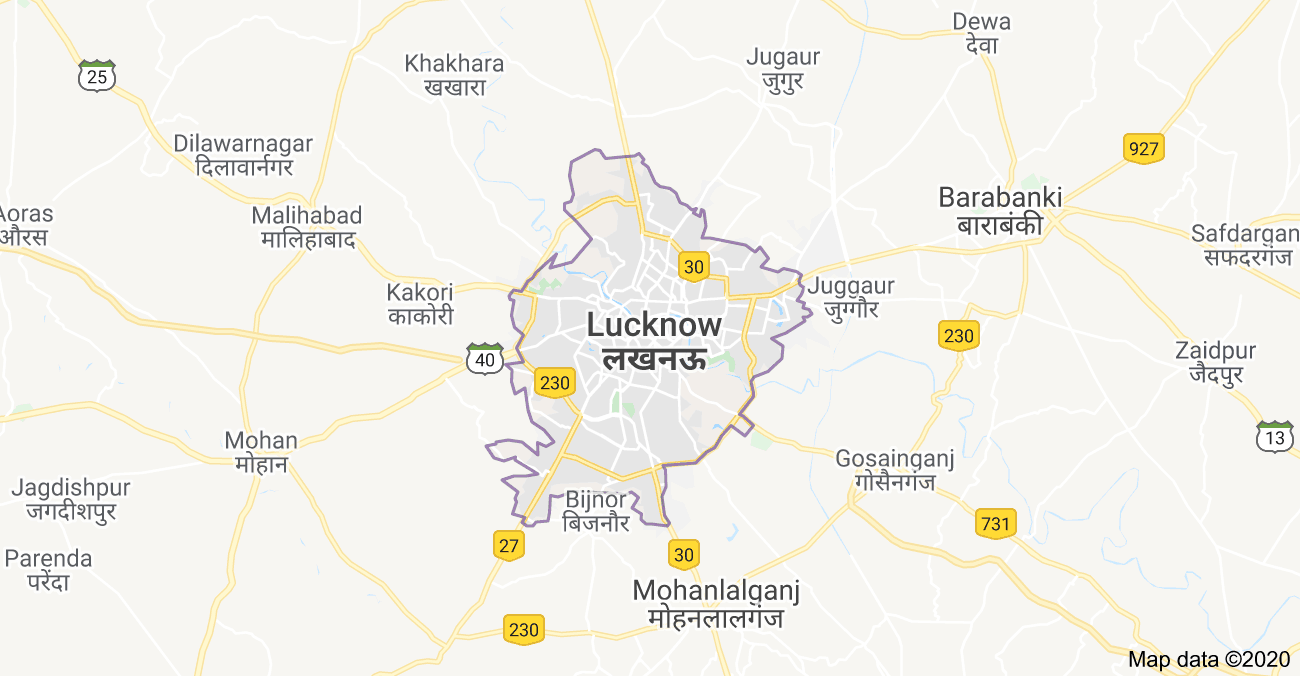 Dewa
देवा
Khakhara
खखारा
Jugaur
जुगुर
25
Dilawarnagar
दिलावार्नगर
927
Malihabad
मालिहाबाद
Barabanki
बाराबंकी
Aoras
औरस
Safdargan
सफदरगंज
30
Kakori
काकोरी
Juggaur
जुग्गौर
Lucknow
लखनऊ
230
40
Zaidpur
जैदपुर
230
Mohan
मोहान
13
Gosainganj
गोसैनगंज
Jagdishpur
जगदीशपुर
Bijnor
बिजनौर
731
27
30
Parenda
परेंदा
Mohanlalganj
मोहनलालगंज
230
Map data ©2020